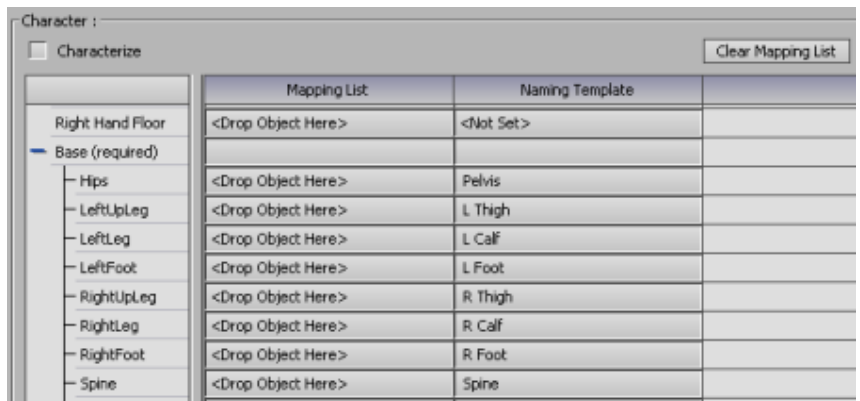 Character :
Characterize Clear Mapping List
Mapping List Naming Template
Right Hand Floor <Drop Object Here> <Not Set>
Base (required)
Hips <Drop Object Here> Pelvis
LeftUpLeg <Drop Object Here> L Thigh
LeftLeg <Drop Object Here> L Calf
LeftFoot <Drop Object Here> L Foot
RightUpLeg <Drop Object Here> R Thigh
RightLeg <Drop Object Here> R Calf
RightFoot <Drop Object Here> R Foot
Spine <Drop Object Here> Spine